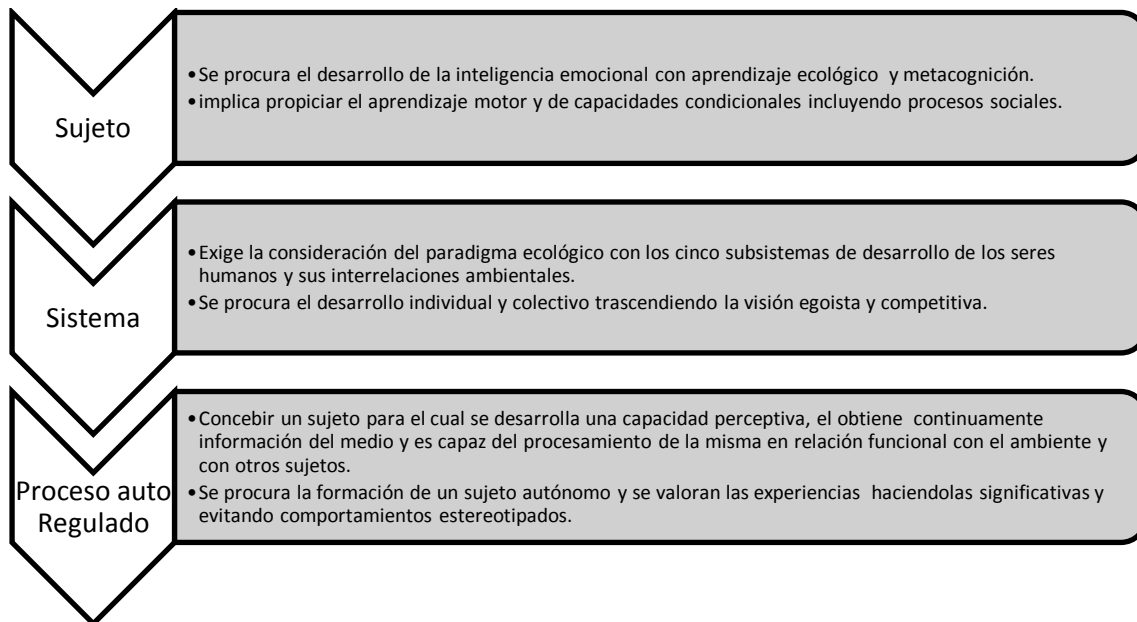 Sujeto
•Se procura el desarrollo de la inteligencia emocional con aprendizaje ecológico y metacognición.
•implica propiciar el aprendizaje motor y de capacidades condicionales incluyendo procesos sociales.
Sistema
•Exige la consideración del paradigma ecológico con los cinco subsistemas de desarrollo de los seres
humanos y sus interrelaciones ambientales.
•Se procura el desarrollo individual y colectivo trascendiendo la visión egoista y competitiva.
Proceso auto
Regulado
•Concebir un sujeto para el cual se desarrolla una capacidad perceptiva, el obtiene continuamente
información del medio y es capaz del procesamiento de la misma en relación funcional con el ambiente y
con otros sujetos.
•Se procura la formación de un sujeto autónomo y se valoran las experiencias haciendolas significativas y
evitando comportamientos estereotipados.